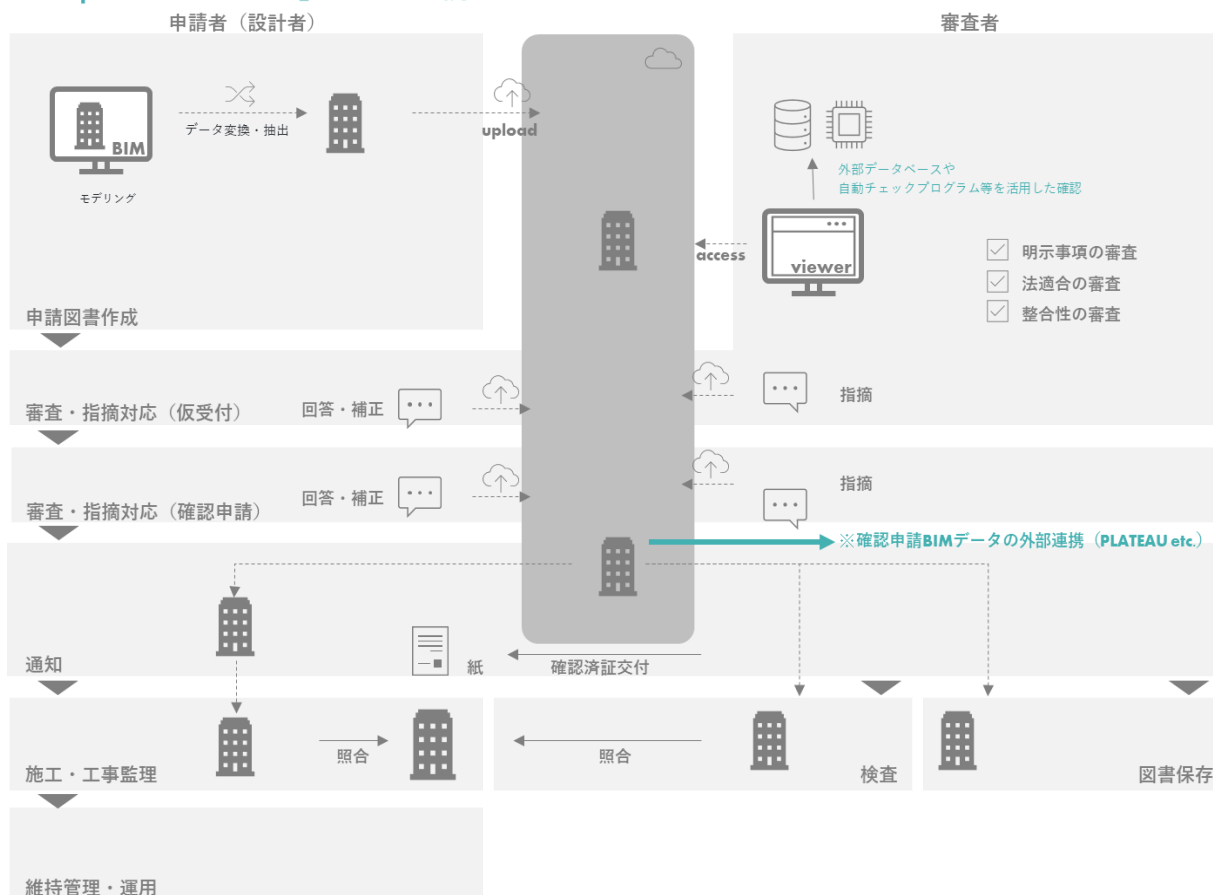 申請者（設計者）
審査者
BIM
モデリング
データ変換・抽出
upload
外部データベースや
自動チェックプログラム等を活用した確認
access
viewer
明示事項の審査
法適合の審査
整合性の審査
申請図書作成
審査・指摘対応（仮受付）
回答・補正
指摘
審査・指摘対応（確認申請）
回答・補正
指摘
※確認申請BIMデータの外部連携（PLATEAU etc.）
通知
紙
確認済証交付
施工・工事監理
照合
照合
検査
図書保存
維持管理・運用